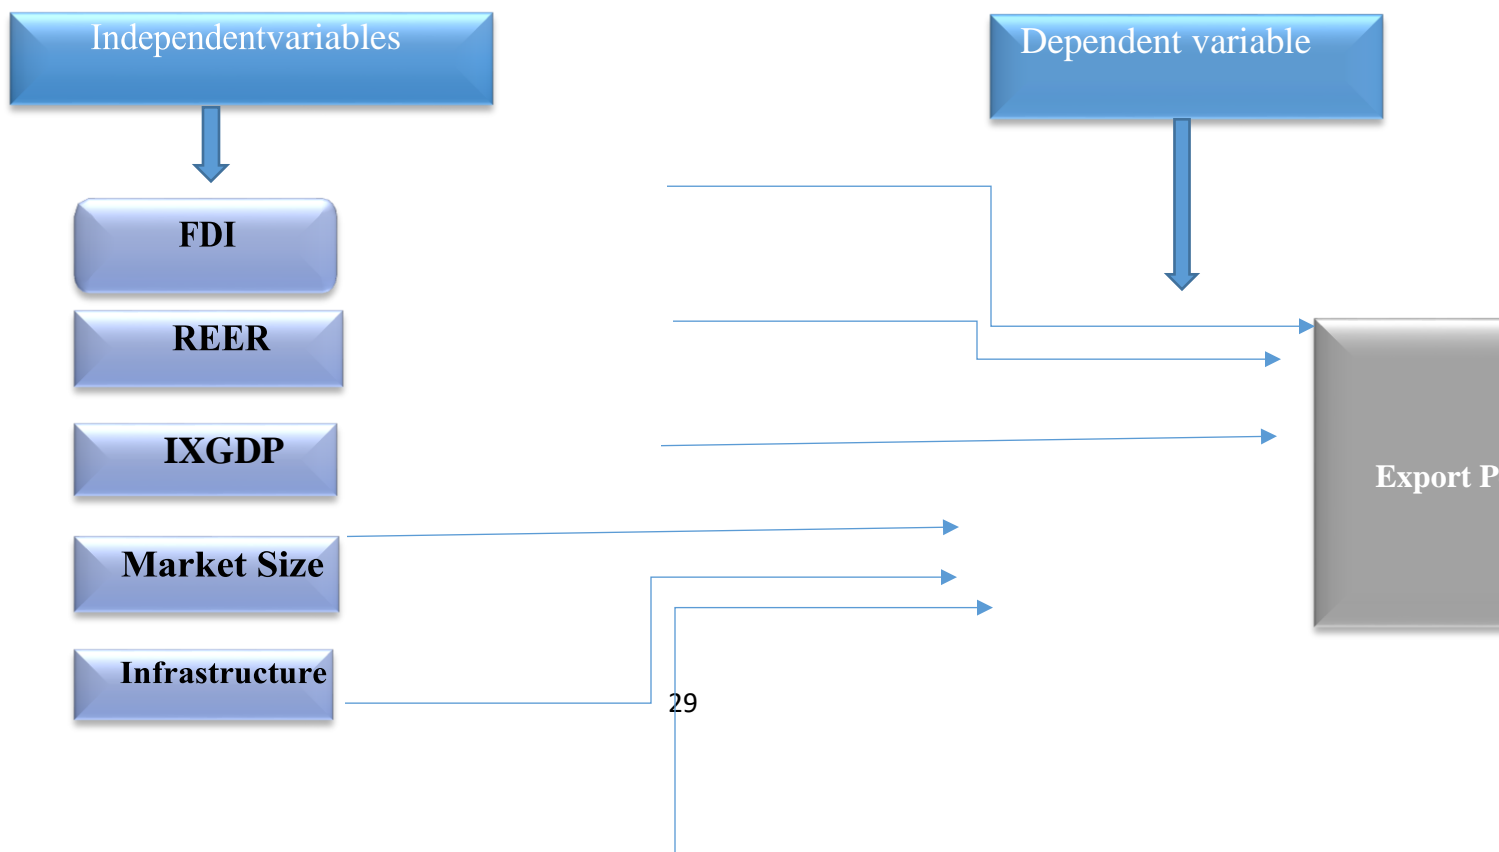 Independentvariables
Dependent variable
FDI
REER
IXGDP
Export P
Market Size
Infrastructure
29